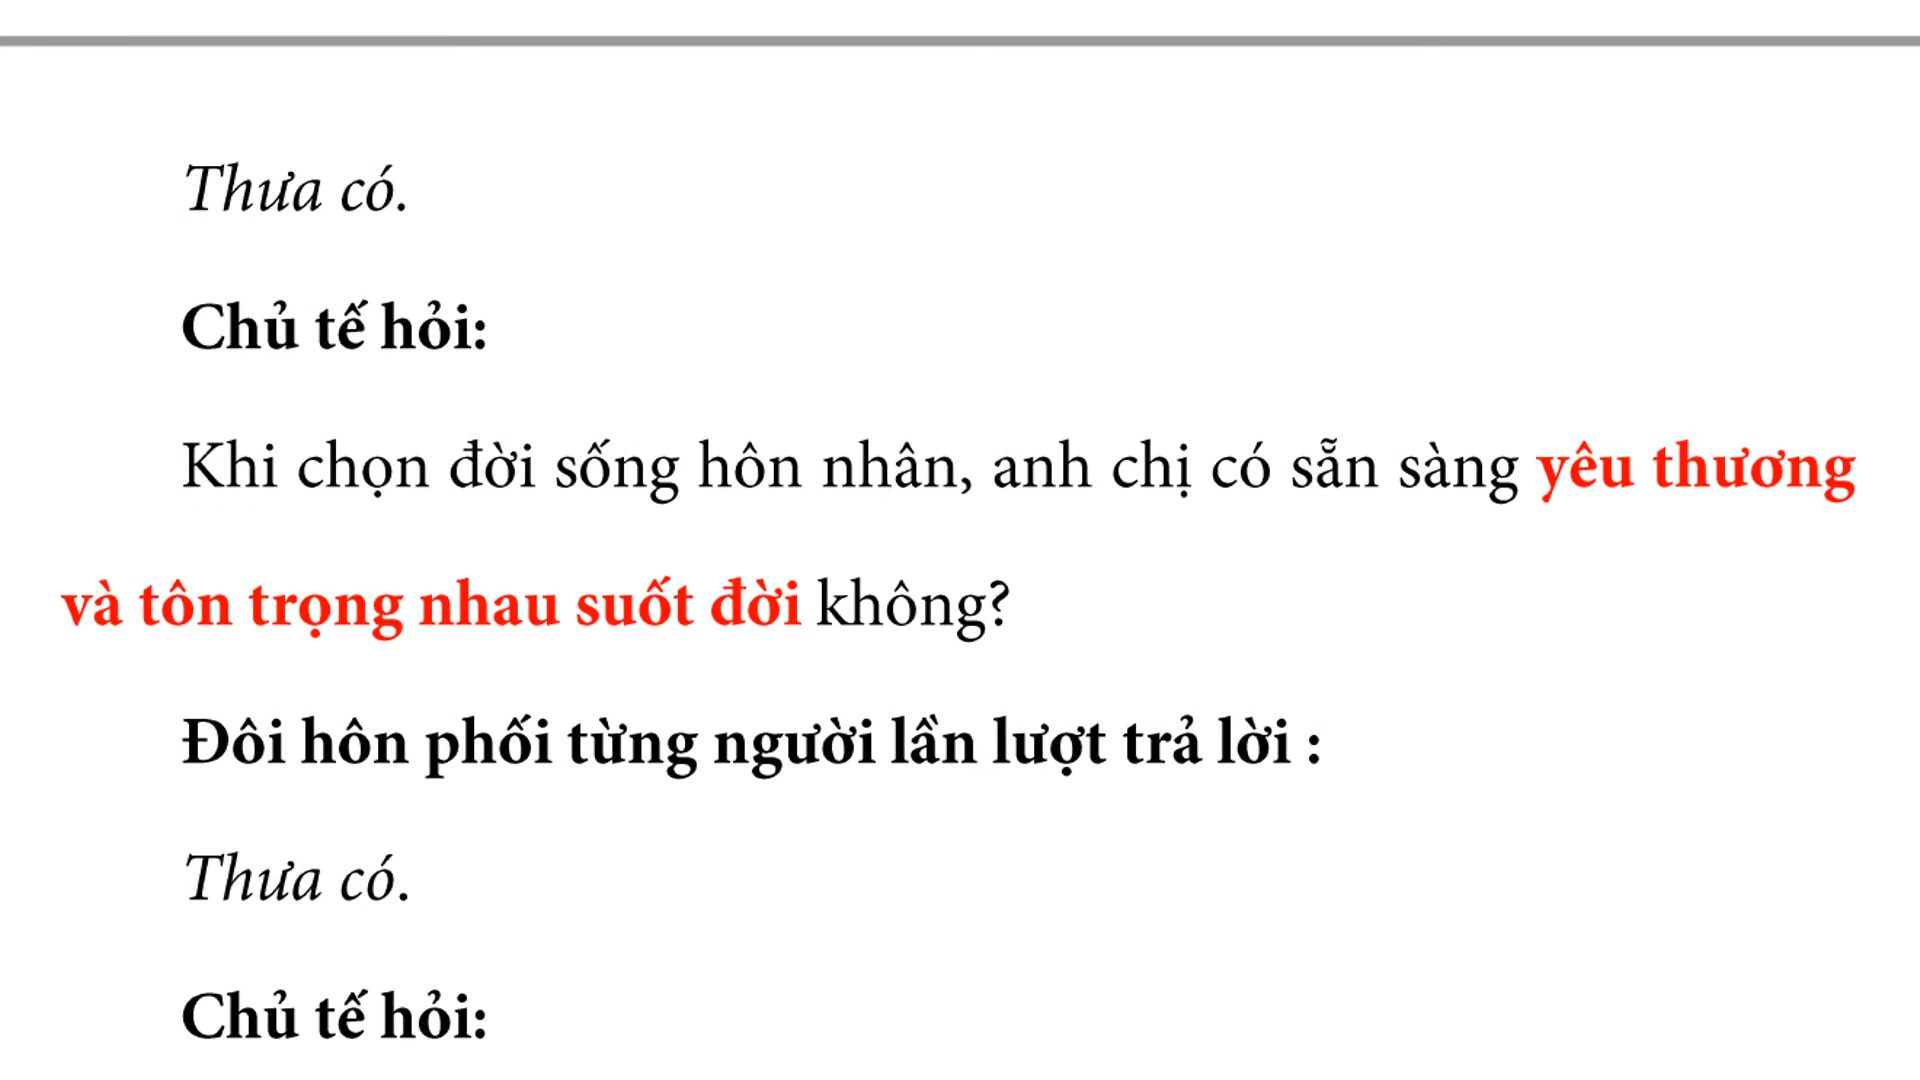 Thưa có.
Chủ tế hỏi:
Khi chọn đời sống hôn nhân, anh chị có sẵn sàng yêu thương
và tôn trọng nhau suốt đời không?
Đôi hôn phối từng người lần lượt trả lời :
Thưa có.
Chủ tế hỏi: